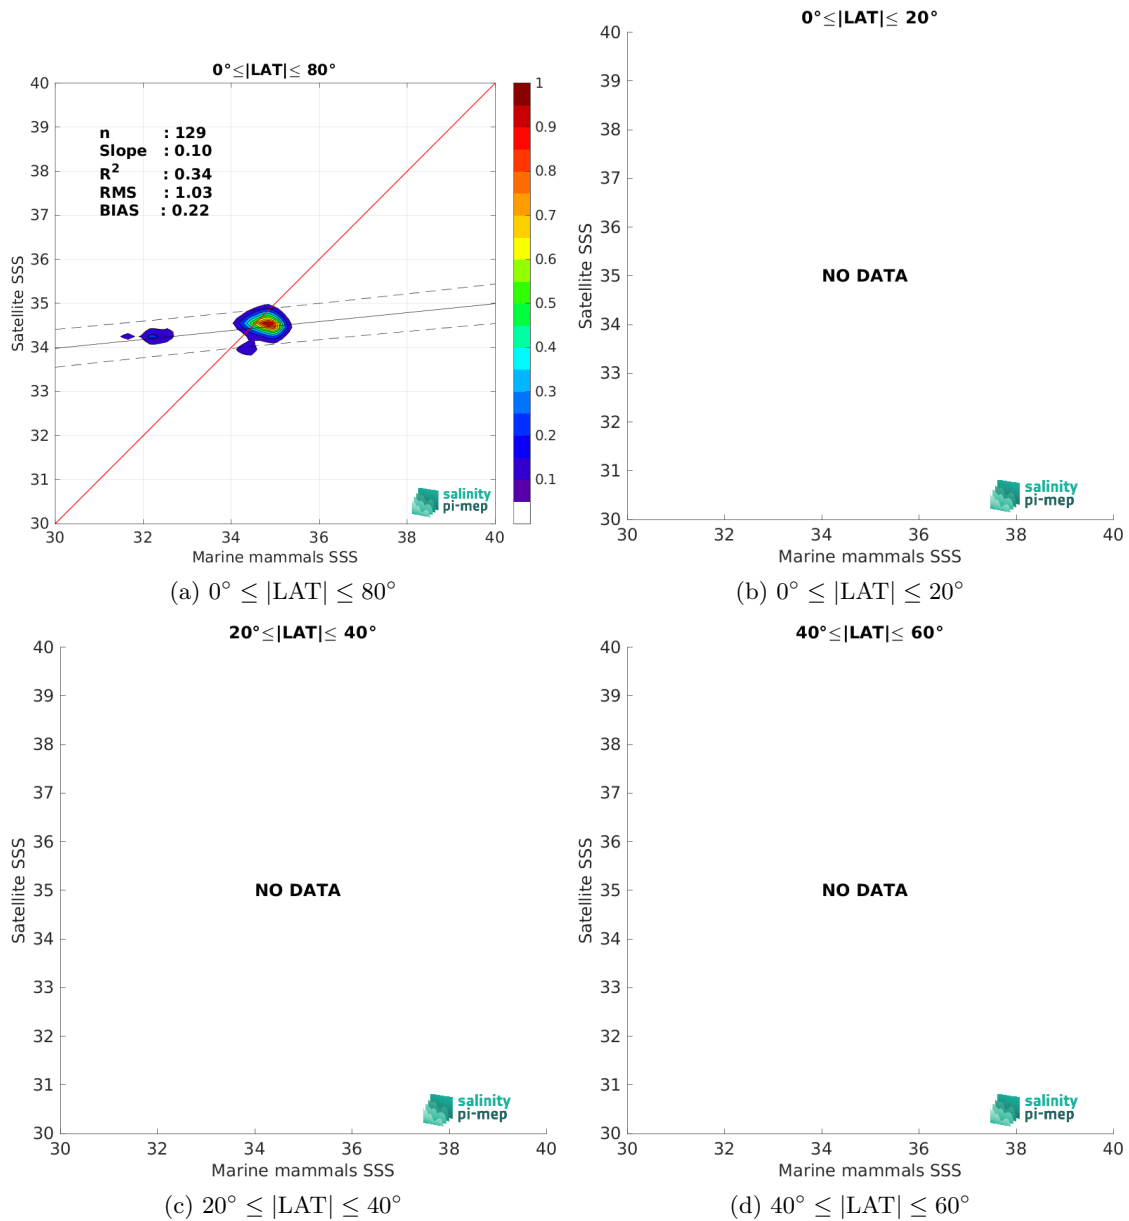 0°≤|LAT|≤ 80°
40
39
38
37
36
35
34
33
32
31
30
n : 129
Slope : 0.10
R² : 0.34
RMS : 1.03
BIAS : 0.22
1
0.9
0.8
0.7
0.6
0.5
0.4
0.3
0.2
0.1
Satellite SSS
salinity
pi-mep
30 32 34 36 38 40
Marine mammals SSS
(a) 0° ≤ |LAT| ≤ 80°
0°≤|LAT|≤ 20°
40
39
38
37
36
35
34
33
32
31
30
Satellite SSS
NO DATA
salinity
pi-mep
30 32 34 36 38 40
Marine mammals SSS
(b) 0° ≤ |LAT| ≤ 20°
20°≤|LAT|≤ 40°
40
39
38
37
36
35
34
33
32
31
30
Satellite SSS
NO DATA
salinity
pi-mep
30 32 34 36 38 40
Marine mammals SSS
(c) 20° ≤ |LAT| ≤ 40°
40°≤|LAT|≤ 60°
40
39
38
37
36
35
34
33
32
31
30
Satellite SSS
NO DATA
salinity
pi-mep
30 32 34 36 38 40
Marine mammals SSS
(d) 40° ≤ |LAT| ≤ 60°